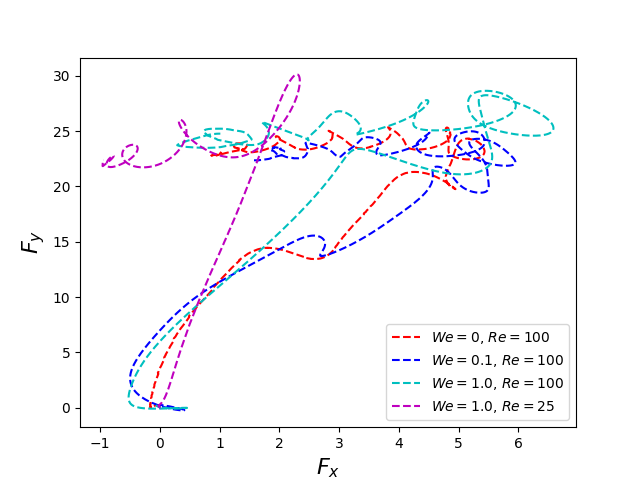 30
25
20
15
10
5
0
F_y
−1 0 1 2 3 4 5 6
F_x
We = 0, Re = 100
We = 0.1, Re = 100
We = 1.0, Re = 100
We = 1.0, Re = 25